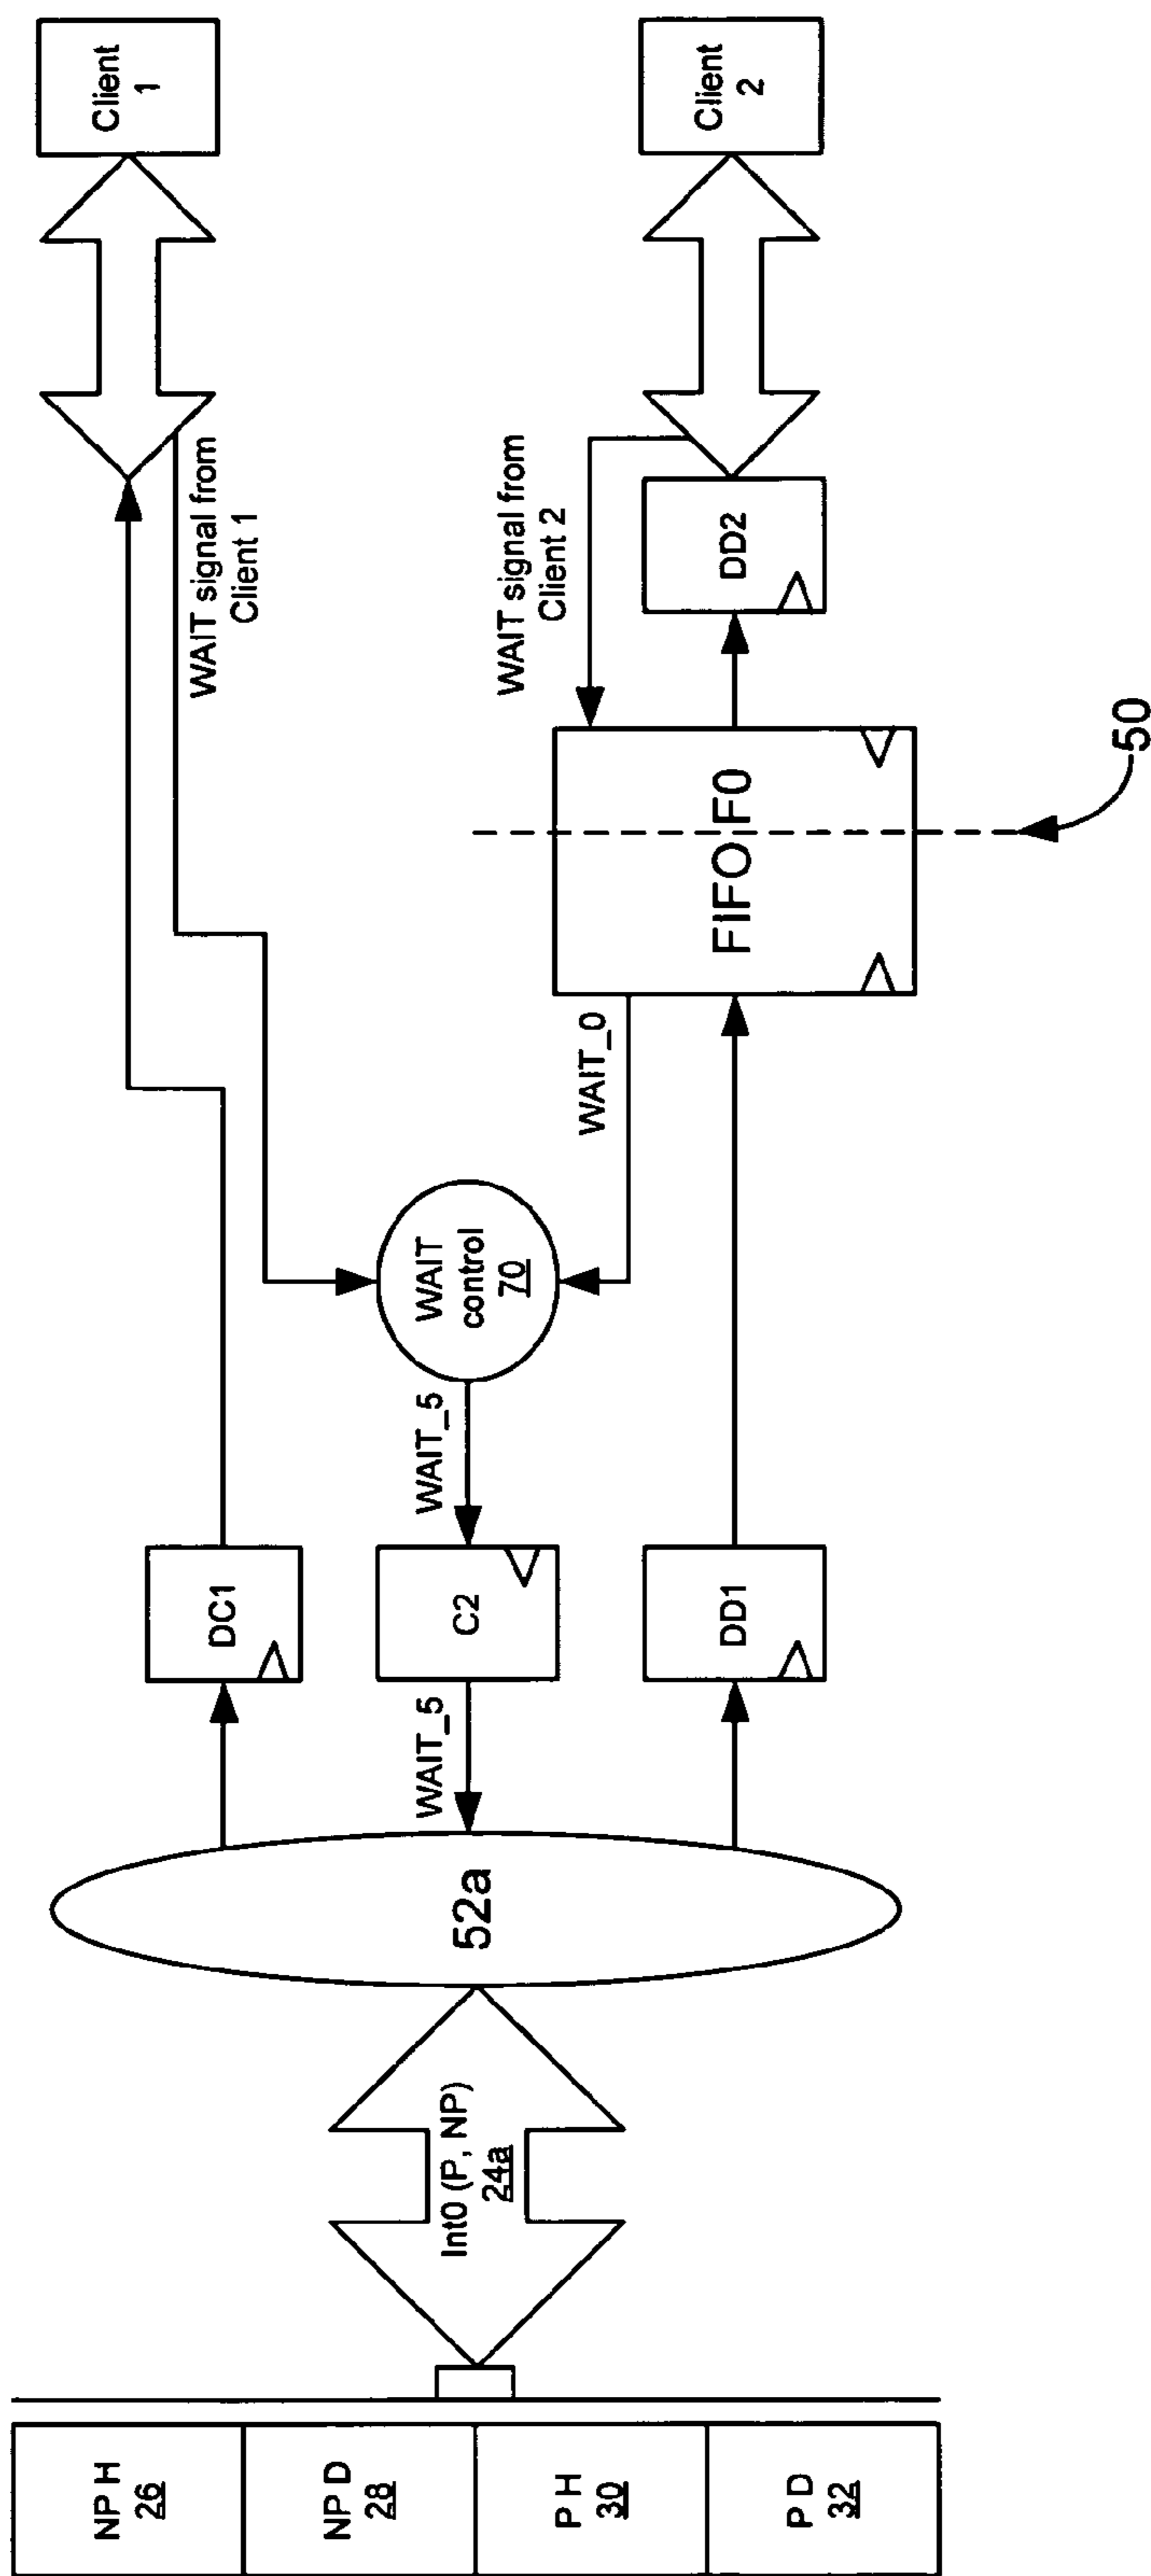 NP H
26
NP D
28
P H
30
P D
32
Int0 (P, NP)
24a
52a
DC1
WAIT_5
C2
WAIT_5
DD1
WAIT
control
70
WAIT_0
WAIT signal from
Client 1
WAIT signal from
Client 2
FIFO F0
50
DD2
Client
1
Client
2